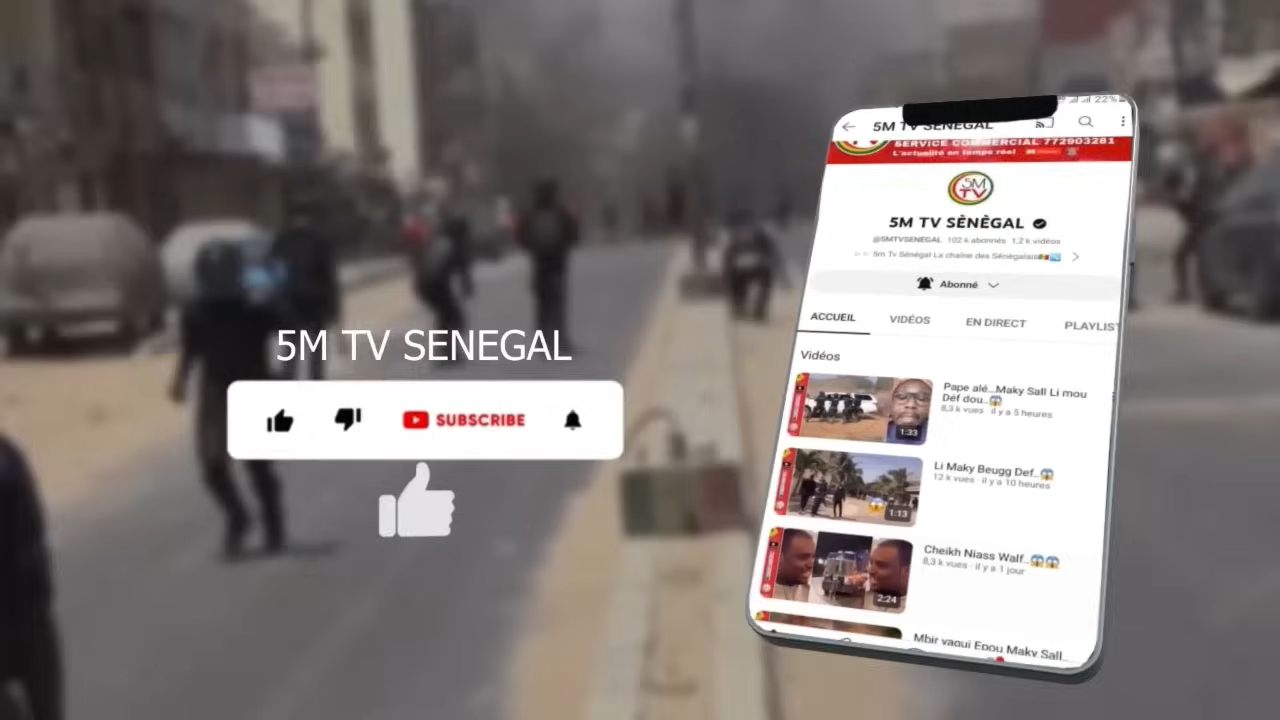 5M TV SENEGAL
SUBSCRIBE
22%
5M TV SENEGAL
SERVICE COMMERCIAL 772903281
L'actualité en temps réel
5M
TV
5M TV SÈNÈGAL
@5MTVSENEGAL 102 k abonnés 1,2 k vidéos
5m Tv Sénégal La chaîne des Sénégalais
Abonné
ACCUEIL VIDÉOS EN DIRECT PLAYLIST
Vidéos
Pape alé...Maky Sall Li mou
Déf dou..😱
8,3 k vues · il y a 5 heures
1:33
Li Maky Beugg Def..😱
12 k vues · il y a 10 heures
1:13
Cheikh Niass Walf..😱😱
8,3 k vues · il y a 1 jour
2:24
Mbir yaqui Epou Maky Sall..